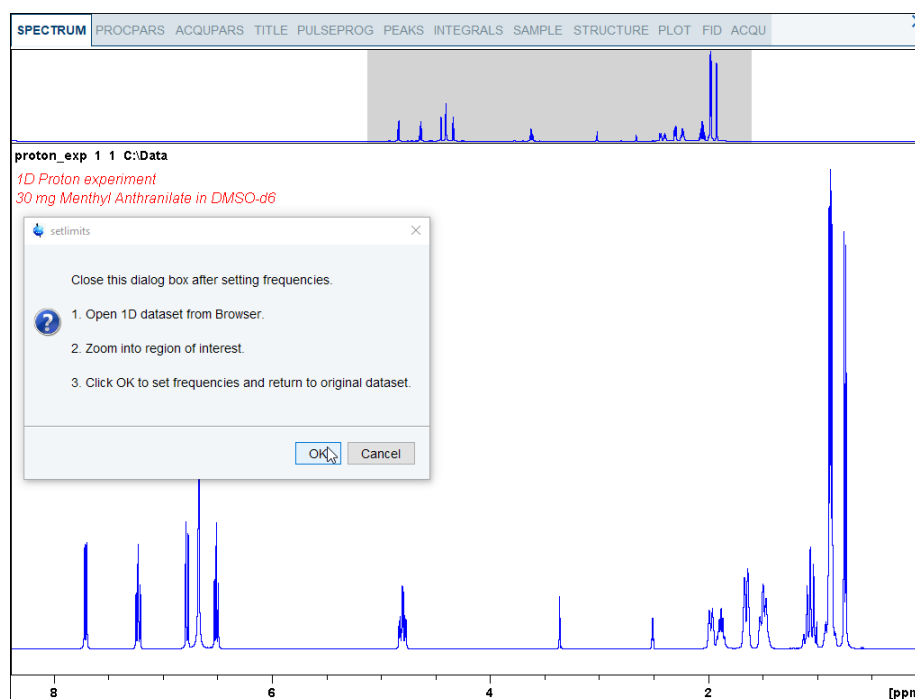 SPECTRUM PROCPARS ACQUPARS TITLE PULSEPROG PEAKS INTEGRALS SAMPLE STRUCTURE PLOT FID ACQU
proton_exp 1 1 C:\Data
1D Proton experiment
30 mg Menthyl Anthranilate in DMSO-d6
setlimits
Close this dialog box after setting frequencies.
1. Open 1D dataset from Browser.
2. Zoom into region of interest.
3. Click OK to set frequencies and return to original dataset.
OK Cancel
8 6 4 2 [ppm